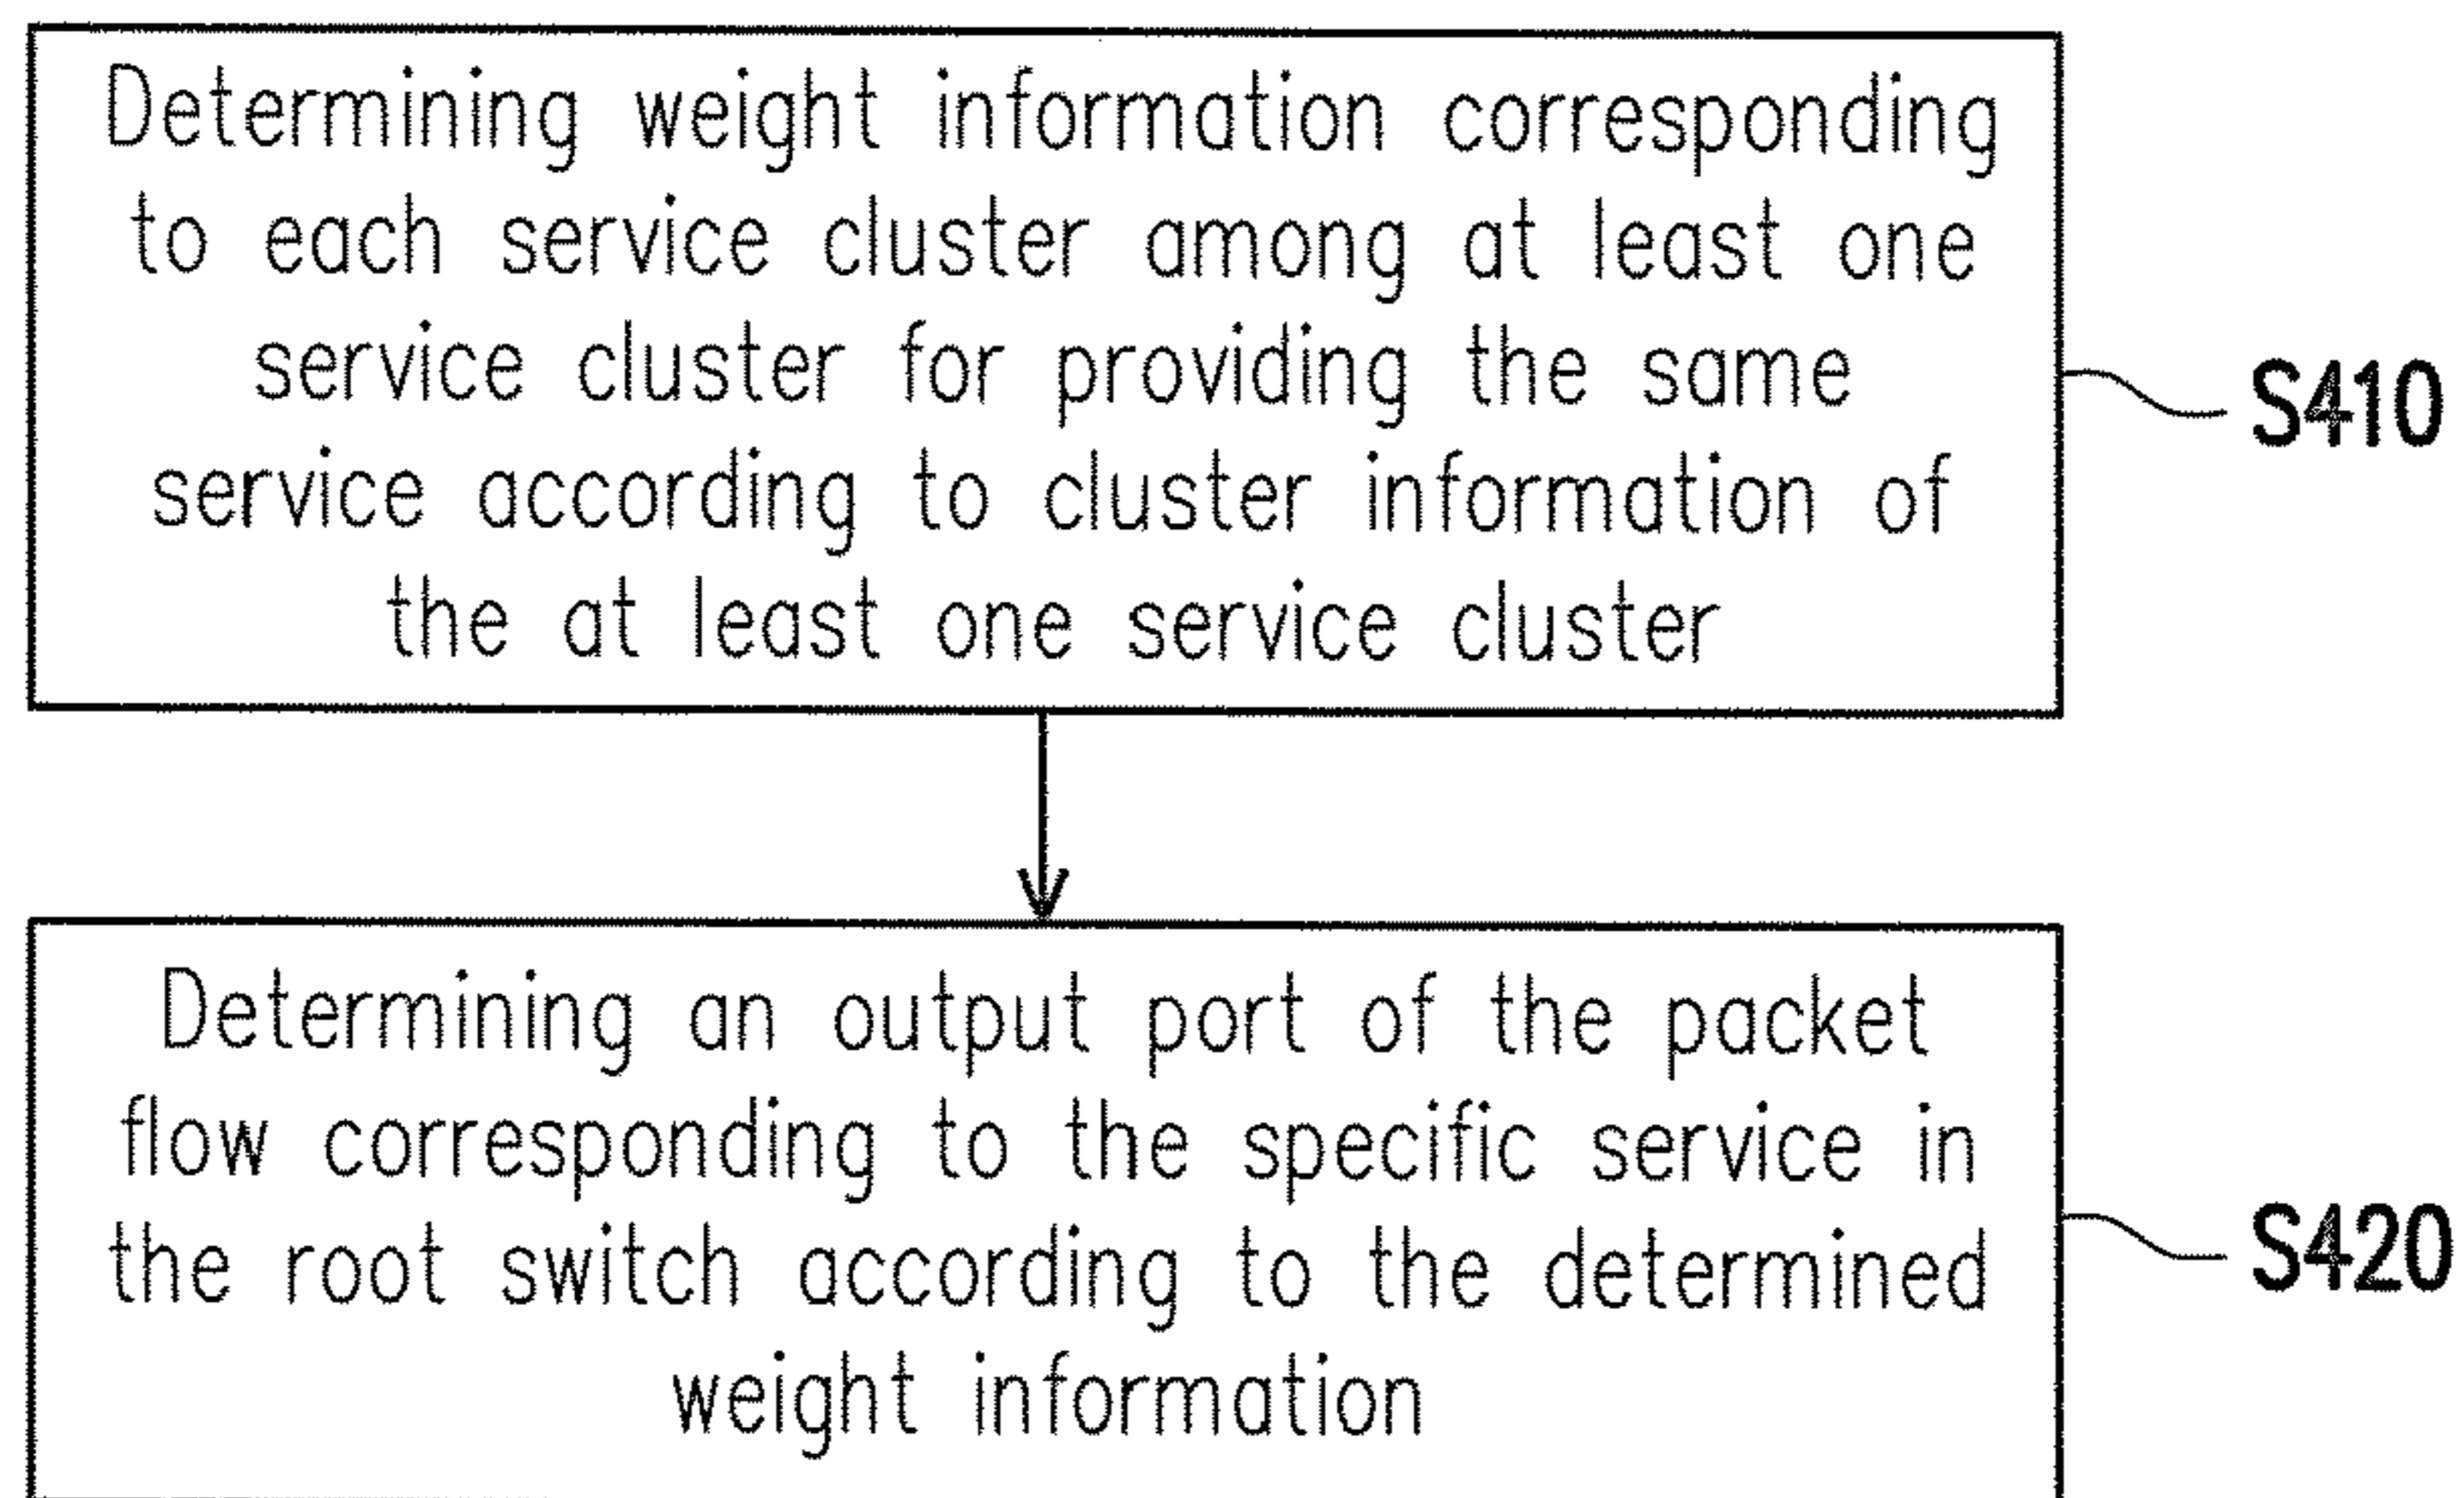 Determining weight information corresponding
to each service cluster among at least one
service cluster for providing the same
service according to cluster information of
the at least one service cluster
S410
Determining an output port of the packet
flow corresponding to the specific service in
the root switch according to the determined
weight information
S420